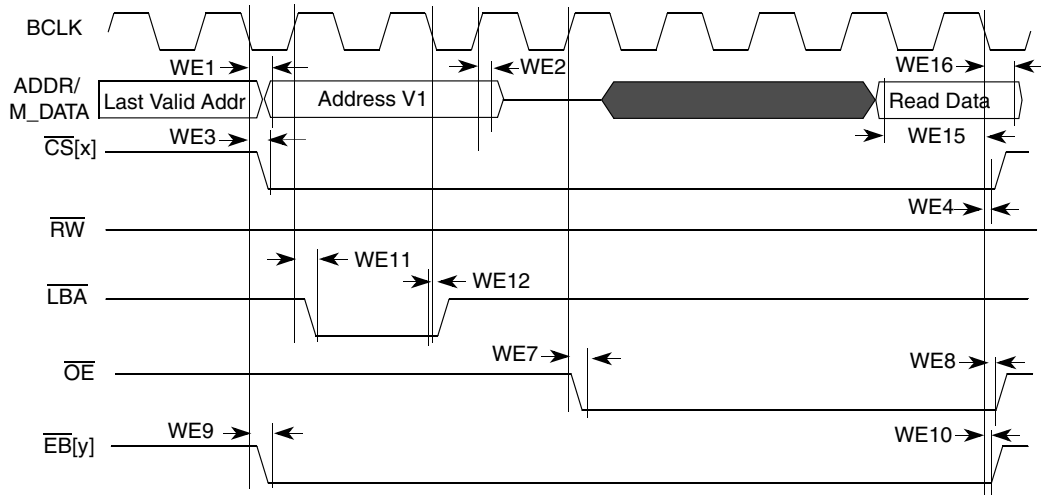 BCLK
WE1
WE2
WE16
ADDR/
M_DATA
Last Valid Addr
Address V1
Read Data
WE3
WE15
CS[x]
WE4
RW
WE11
WE12
LBA
WE7
WE8
OE
WE9
WE10
EB[y]